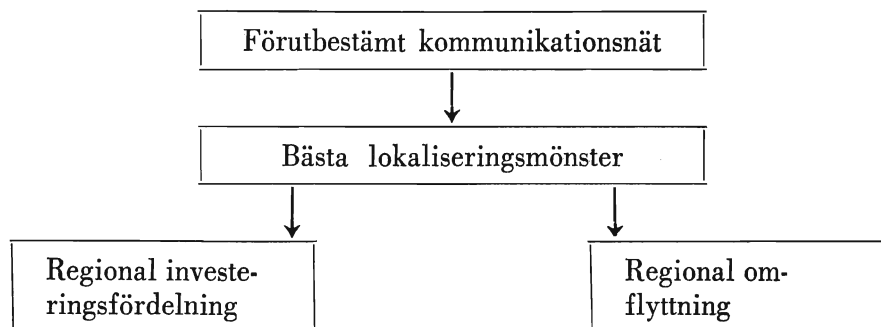 Förutbestämt kommunikationsnät
Bästa lokaliseringsmönster
Regional investe-
ringsfördelning
Regional om-
flyttning